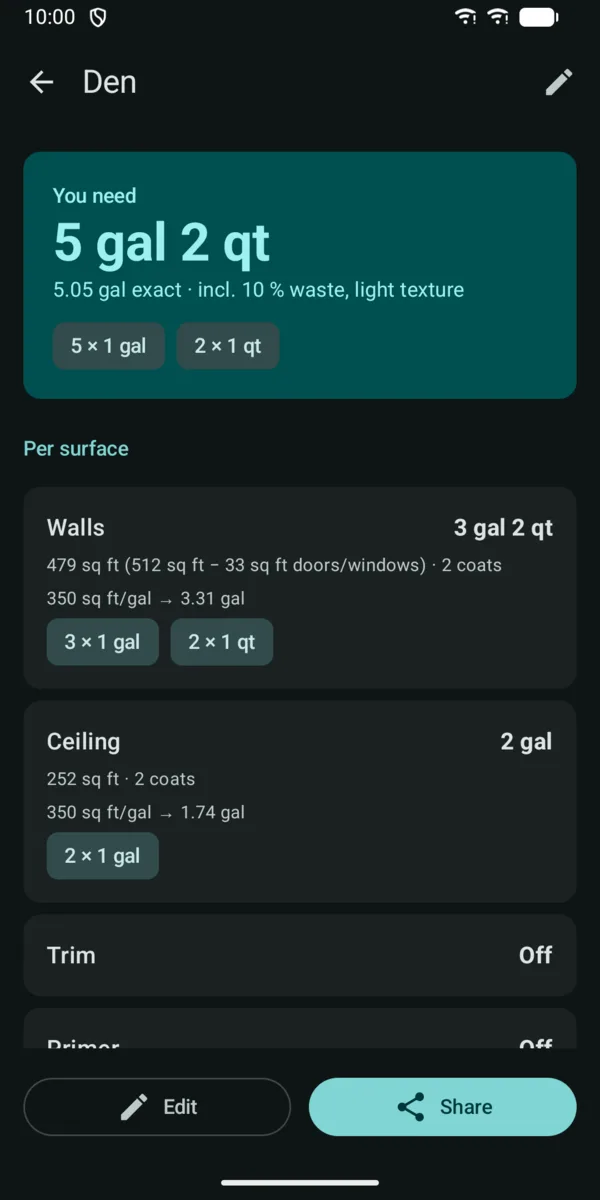 10:00
Den
You need
5 gal 2 qt
5.05 gal exact · incl. 10 % waste, light texture
5 × 1 gal
2 × 1 qt
Per surface
Walls
3 gal 2 qt
479 sq ft (512 sq ft − 33 sq ft doors/windows) · 2 coats
350 sq ft/gal → 3.31 gal
3 × 1 gal
2 × 1 qt
Ceiling
2 gal
252 sq ft · 2 coats
350 sq ft/gal → 1.74 gal
2 × 1 gal
Trim
Off
Primer
Off
Edit
Share